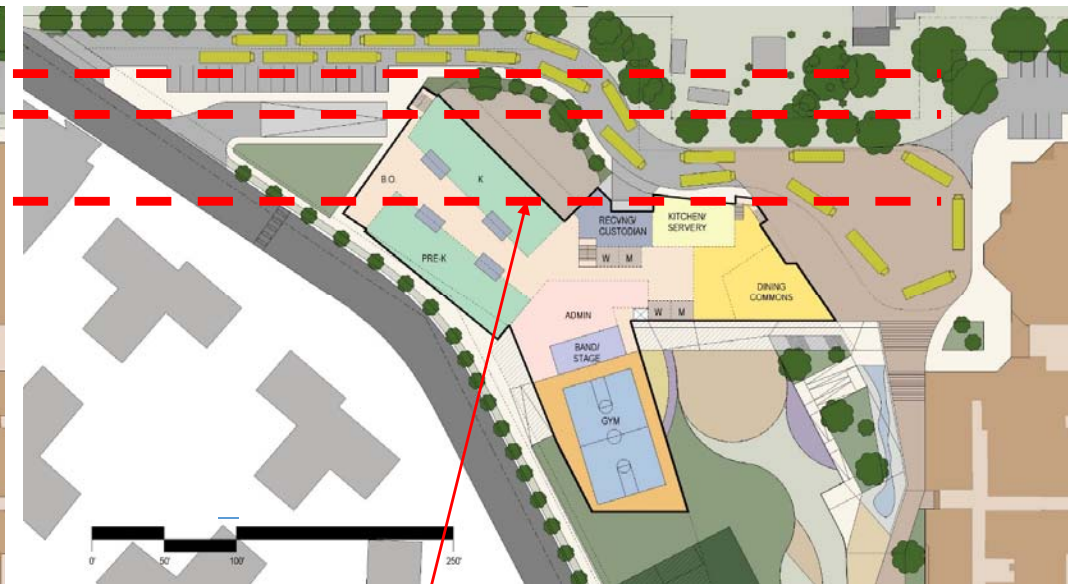 B.O.
K
RECVNG/
CUSTODIAN
KITCHEN/
SERVERY
PRE-K
W M
DINING
COMMONS
ADMIN
W M
BAND/
STAGE
GYM
0' 50' 100' 250'